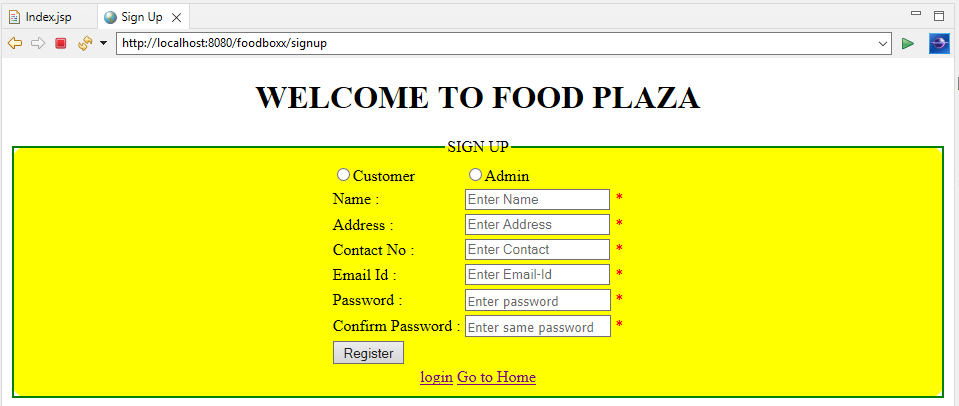 Index.jsp Sign Up
http://localhost:8080/foodboxx/signup
WELCOME TO FOOD PLAZA
SIGN UP
Customer Admin
Name : Enter Name *
Address : Enter Address *
Contact No : Enter Contact *
Email Id : Enter Email-Id *
Password : Enter password *
Confirm Password : Enter same password *
Register
login Go to Home